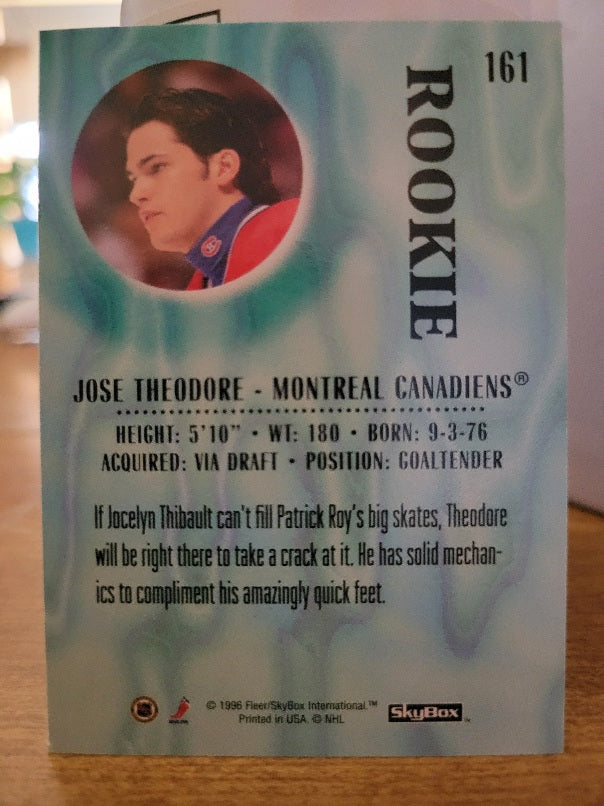 161
ROOKIE
JOSE THEODORE - MONTREAL CANADIENS®
HEIGHT: 5'10" • WT: 180 • BORN: 9-3-76
ACQUIRED: VIA DRAFT • POSITION: GOALTENDER
If Jocelyn Thibault can't fill Patrick Roy's big skates, Theodore
will be right there to take a crack at it. He has solid mechan-
ics to compliment his amazingly quick feet.
© 1996 Fleer/SkyBox International.™
Printed in USA. © NHL
SkyBox™